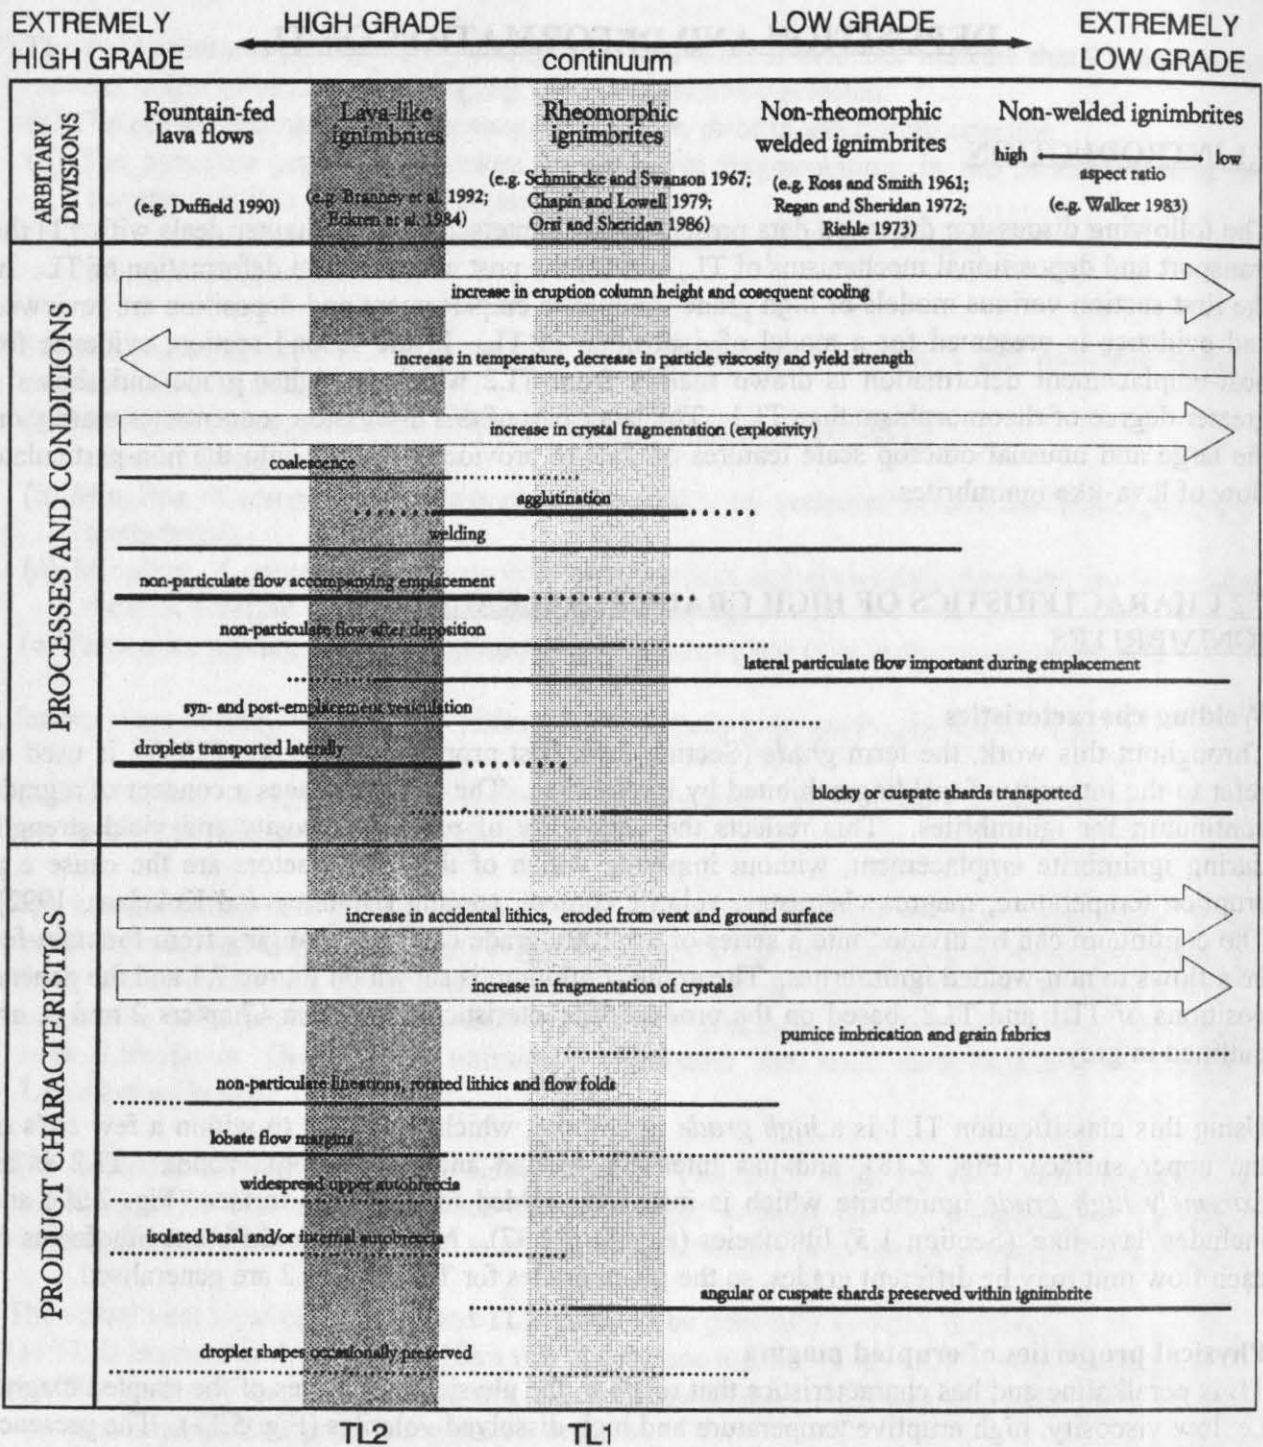 EXTREMELY
HIGH GRADE
HIGH GRADE
continuum
LOW GRADE
EXTREMELY
LOW GRADE
ARBITARY
DIVISIONS
Fountain-fed
lava flows
(e.g. Duffield 1990)
Lava-like
ignimbrites
(e.g. Branney et al. 1992;
Eckren et al. 1984)
Rheomorphic
ignimbrites
(e.g. Schmincke and Swanson 1967;
Chapin and Lowell 1979;
Orsi and Sheridan 1986)
Non-rheomorphic
welded ignimbrites
(e.g. Ross and Smith 1961;
Regan and Sheridan 1972;
Riehle 1973)
Non-welded ignimbrites
high low
aspect ratio
(e.g. Walker 1983)
PROCESSES AND CONDITIONS
increase in eruption column height and cosequent cooling
increase in temperature, decrease in particle viscosity and yield strength
increase in crystal fragmentation (explosivity)
coalescence
agglutination
welding
non-particulate flow accompanying emplacement
non-particulate flow after deposition
lateral particulate flow important during emplacement
syn- and post-emplacement vesiculation
droplets transported laterally
blocky or cuspate shards transported
PRODUCT CHARACTERISTICS
increase in accidental lithics, eroded from vent and ground surface
increase in fragmentation of crystals
pumice imbrication and grain fabrics
non-particulate lineations, rotated lithics and flow folds
lobate flow margins
widespread upper autobreccia
isolated basal and/or internal autobreccia
angular or cuspate shards preserved within ignimbrite
droplet shapes occasionally preserved
TL2
TL1